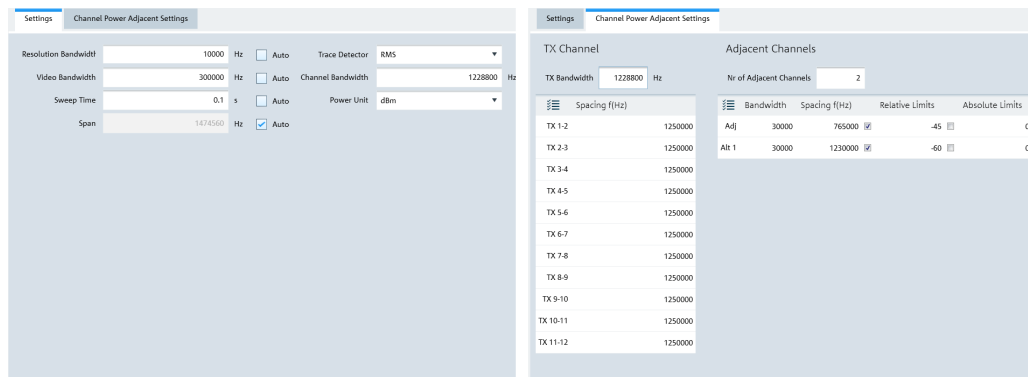 Settings Channel Power Adjacent Settings
Resolution Bandwidth 10000 Hz Auto Trace Detector RMS
Video Bandwidth 300000 Hz Auto Channel Bandwidth 1228800 Hz
Sweep Time 0.1 s Auto Power Unit dBm
Span 1474560 Hz Auto
Settings Channel Power Adjacent Settings
TX Channel Adjacent Channels
TX Bandwidth 1228800 Hz Nr of Adjacent Channels 2
Spacing f(Hz) Bandwidth Spacing f(Hz) Relative Limits Absolute Limits
TX 1-2 1250000 Adj 30000 765000 -45 0
TX 2-3 1250000 Alt 1 30000 1230000 -60 0
TX 3-4 1250000
TX 4-5 1250000
TX 5-6 1250000
TX 6-7 1250000
TX 7-8 1250000
TX 8-9 1250000
TX 9-10 1250000
TX 10-11 1250000
TX 11-12 1250000